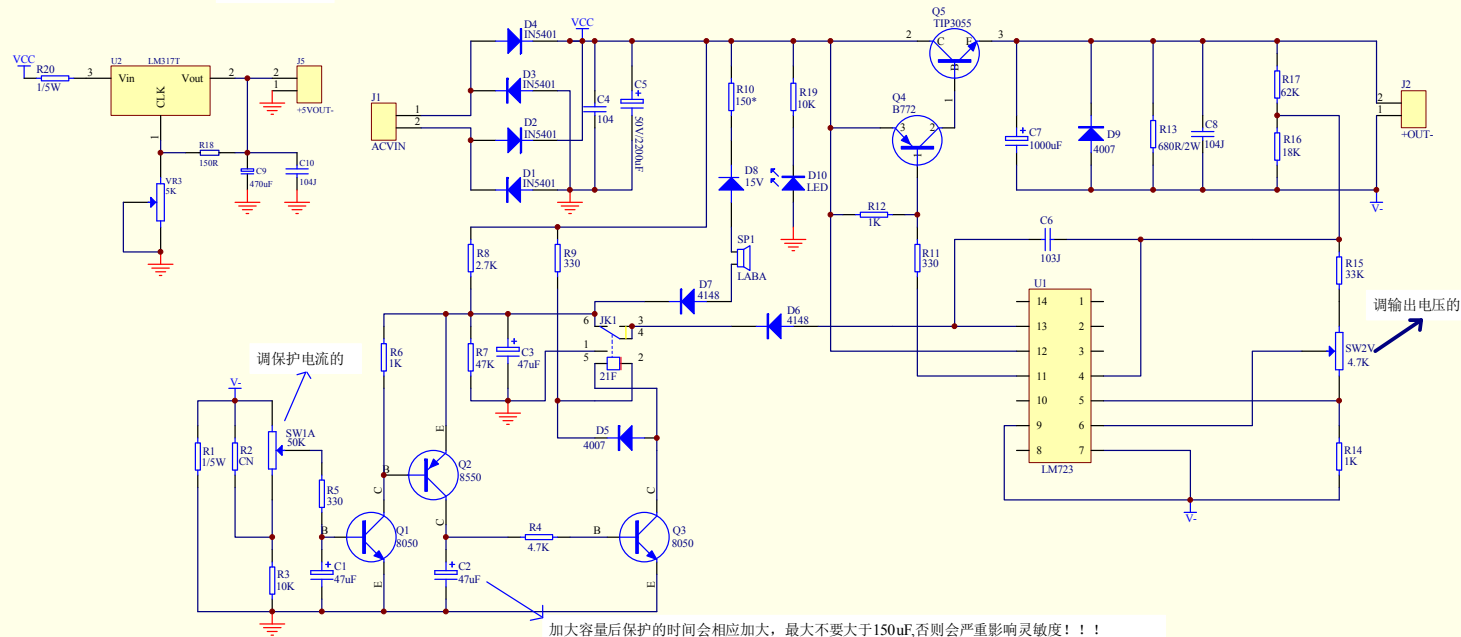 VCC
R20
1/5W
3
U2
LM317T
Vin
Vout
CLK
2
1
J5
2
1
+5VOUT-
R18
150R
VR3
5K
C9
470uF
C10
104J
J1
1
2
ACVIN
D4
IN5401
D3
IN5401
D2
IN5401
D1
IN5401
VCC
C4
104
C5
50V/2200uF
R10
150*
R19
10K
D8
15V
D10
LED
SP1
LABA
Q5
TIP3055
2
C
E
3
B
1
Q4
B772
3
2
1
R12
1K
R11
330
C7
1000uF
D9
4007
R13
680R/2W
C8
104J
R17
62K
R16
18K
J2
2
1
+OUT-
V-
C6
103J
R15
33K
调输出电压的
SW2V
4.7K
R14
1K
V-
U1
14
13
12
11
10
9
8
1
2
3
4
5
6
7
LM723
R8
2.7K
R9
330
D7
4148
D6
4148
JK1
6
3
4
1
5
2
21F
R6
1K
R7
47K
C3
47uF
D5
4007
调保护电流的
V-
R1
1/5W
R2
CN
SW1A
50K
R5
330
R3
10K
C1
47uF
B
C
Q1
8050
E
E
B
Q2
8550
C
C2
47uF
R4
4.7K
B
C
Q3
8050
E
加大容量后保护的时间会相应加大，最大不要大于150uF,否则会严重影响灵敏度！！！